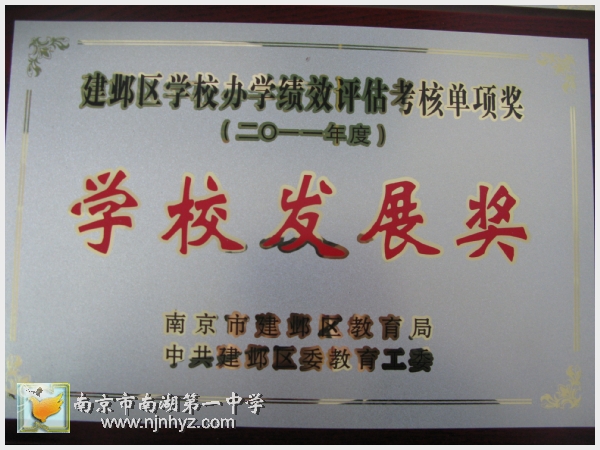 建邺区学校办学绩效评估考核单项奖
（二〇一一年度）
学校发展奖
南京市建邺区教育局
中共建邺区委教育工委
南京市南湖第一中学
www.njnhyz.com